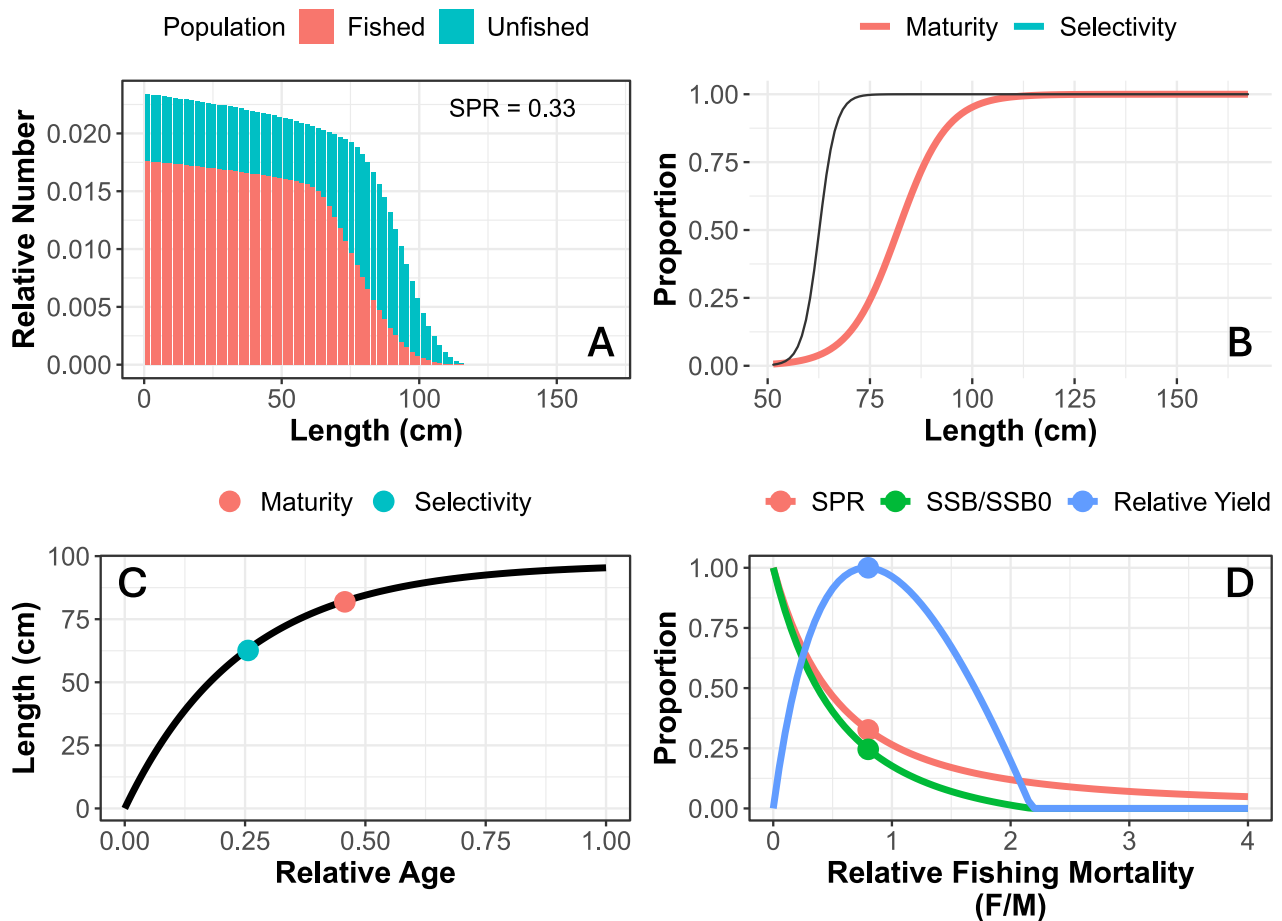 Population Fished Unfished
SPR = 0.33
0.020
0.015
0.010
0.005
0.000
Relative Number
A
0 50 100 150
Length (cm)
Maturity Selectivity
1.00
0.75
0.50
0.25
0.00
Proportion
B
50 75 100 125 150
Length (cm)
Maturity Selectivity
100
75
50
25
0
Length (cm)
C
0.00 0.25 0.50 0.75 1.00
Relative Age
SPR SSB/SSB0 Relative Yield
1.00
0.75
0.50
0.25
0.00
Proportion
D
0 1 2 3 4
Relative Fishing Mortality
(F/M)